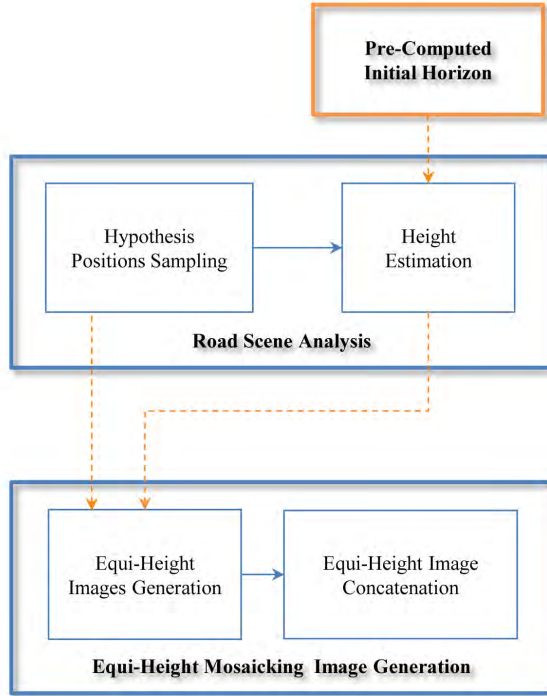 Pre-Computed
Initial Horizon
Hypothesis
Positions Sampling
Height
Estimation
Road Scene Analysis
Equi-Height
Images Generation
Equi-Height Image
Concatenation
Equi-Height Mosaicking Image Generation